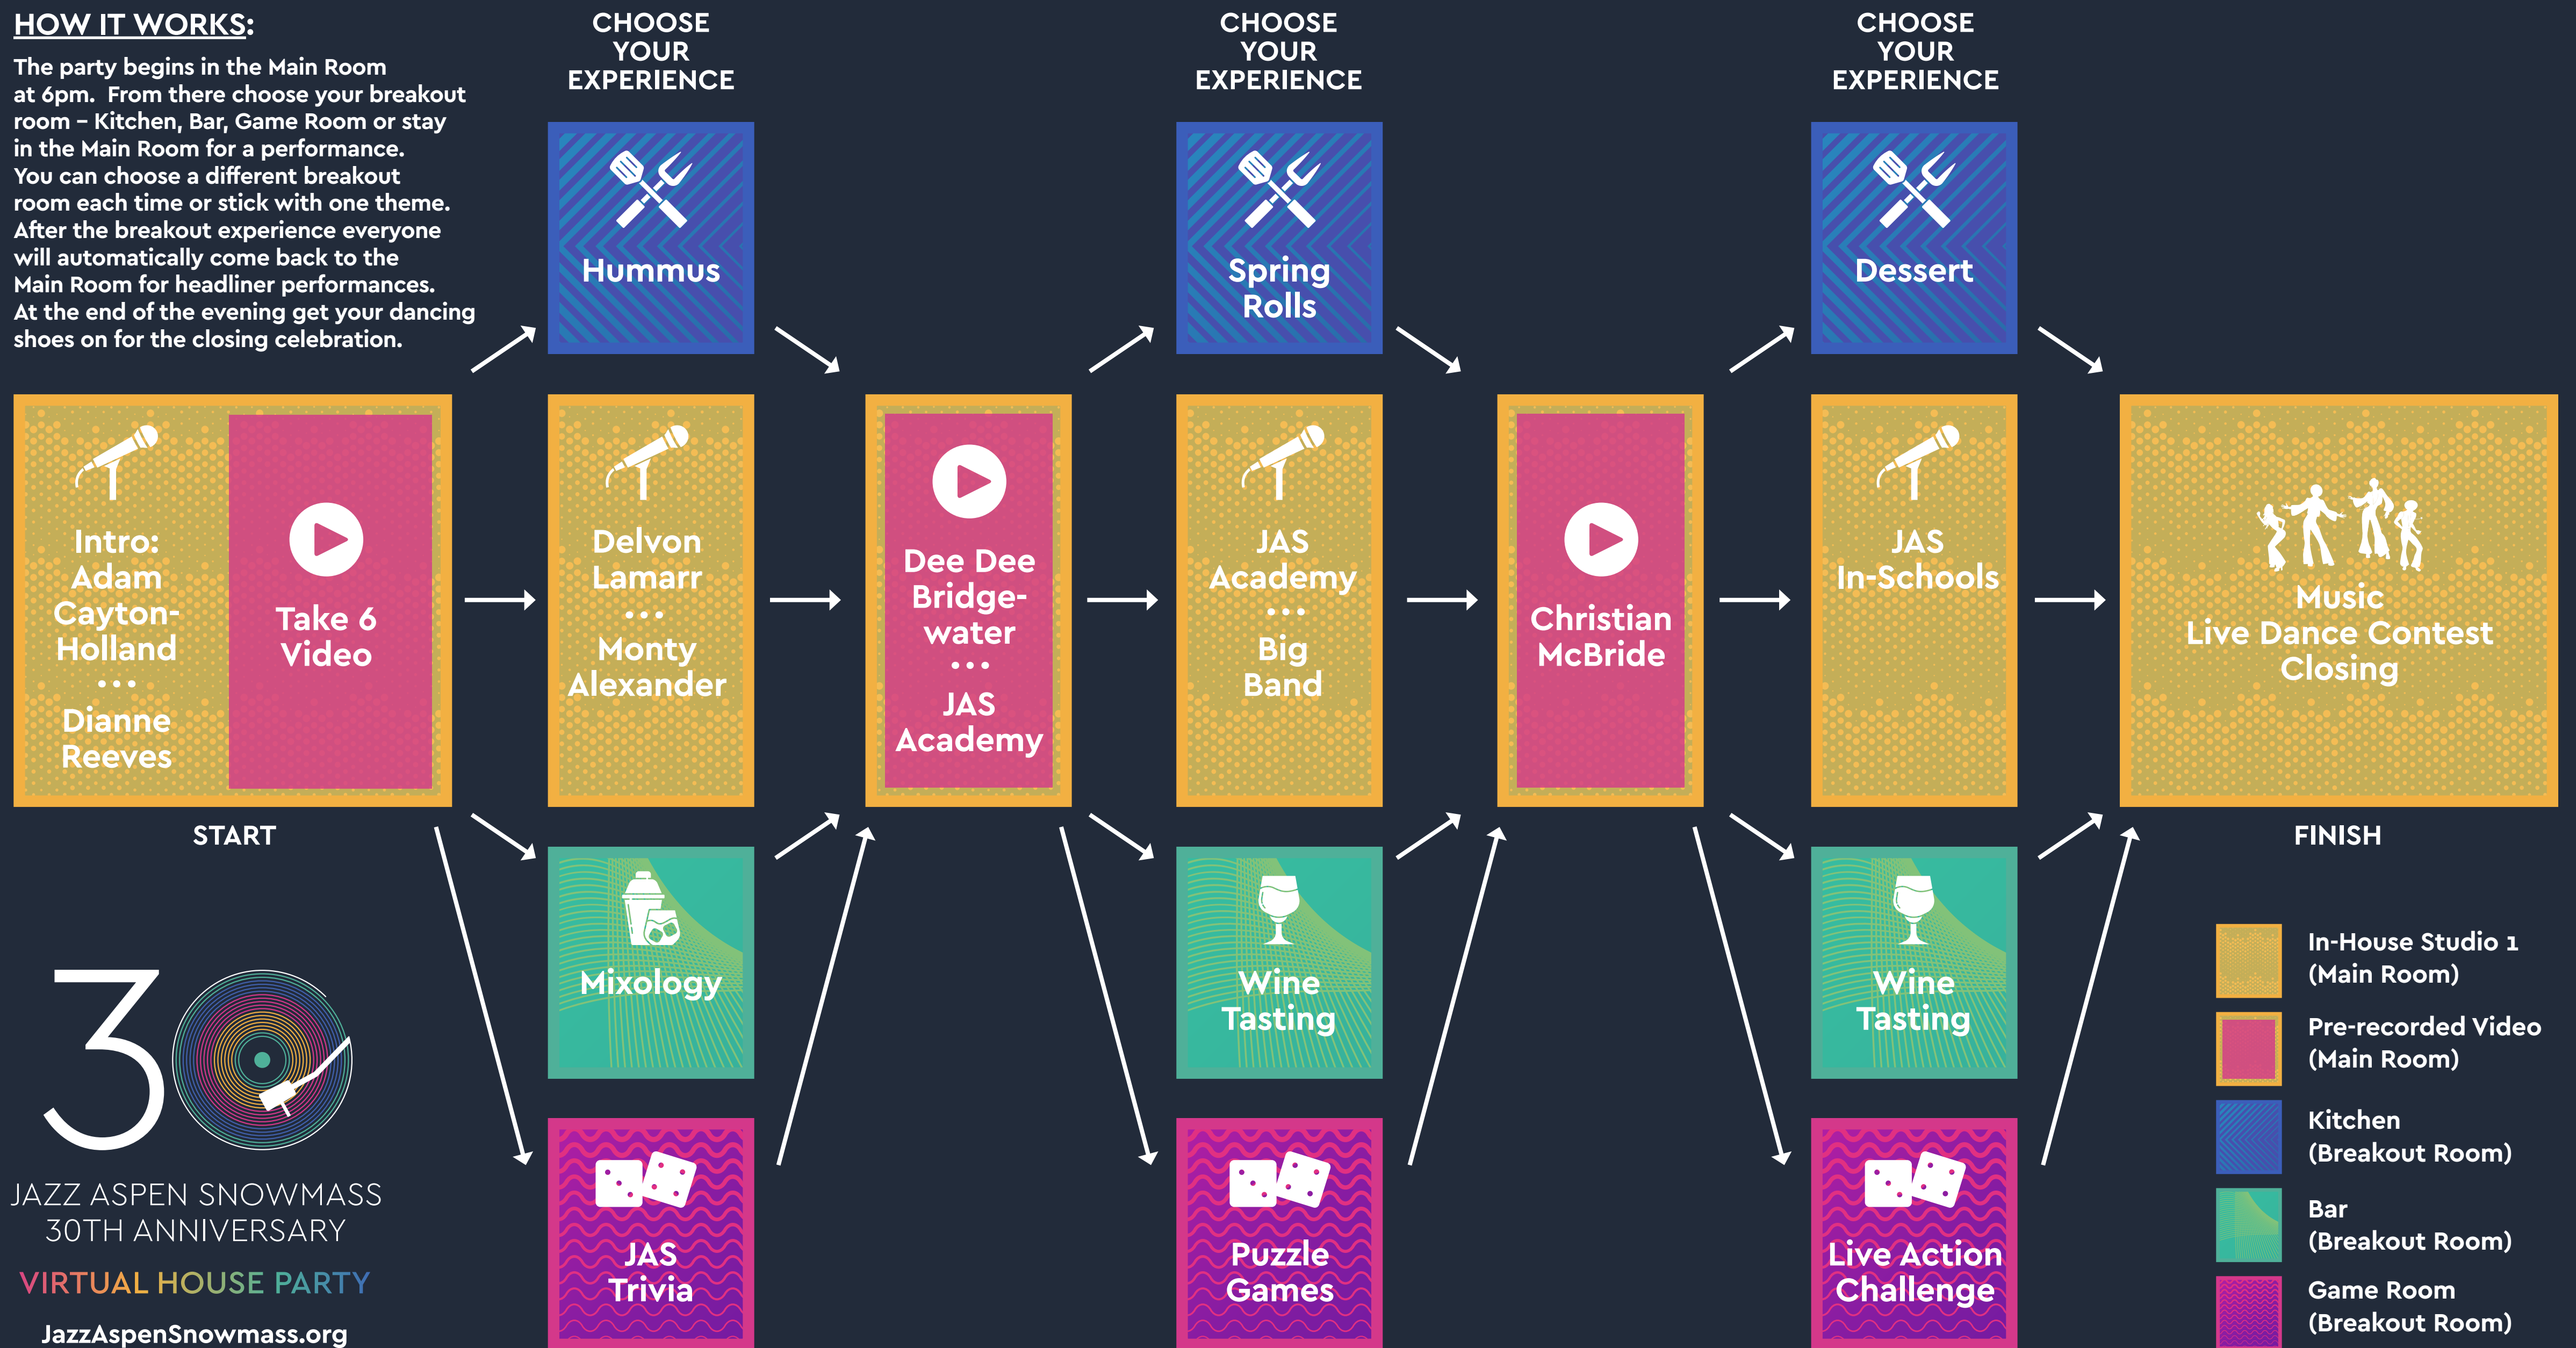 HOW IT WORKS:
The party begins in the Main Room
at 6pm.  From there choose your breakout
room – Kitchen, Bar, Game Room or stay
in the Main Room for a performance.
You can choose a different breakout
room each time or stick with one theme.
After the breakout experience everyone
will automatically come back to the
Main Room for headliner performances.
At the end of the evening get your dancing
shoes on for the closing celebration.
START
Intro:
Adam
Cayton-
Holland
...
Dianne
Reeves
Take 6
Video
CHOOSE
YOUR
EXPERIENCE
Hummus
Delvon
Lamarr
...
Monty
Alexander
Mixology
JAS
Trivia
Dee Dee
Bridge-
water
...
JAS
Academy
CHOOSE
YOUR
EXPERIENCE
Spring
Rolls
JAS
Academy
...
Big
Band
Wine
Tasting
Puzzle
Games
Christian
McBride
CHOOSE
YOUR
EXPERIENCE
Dessert
JAS
In-Schools
Wine
Tasting
Live Action
Challenge
Music
Live Dance Contest
Closing
FINISH
30
JAZZ ASPEN SNOWMASS
30TH ANNIVERSARY
VIRTUAL HOUSE PARTY
JazzAspenSnowmass.org
In-House Studio 1
(Main Room)
Pre-recorded Video
(Main Room)
Kitchen
(Breakout Room)
Bar
(Breakout Room)
Game Room
(Breakout Room)